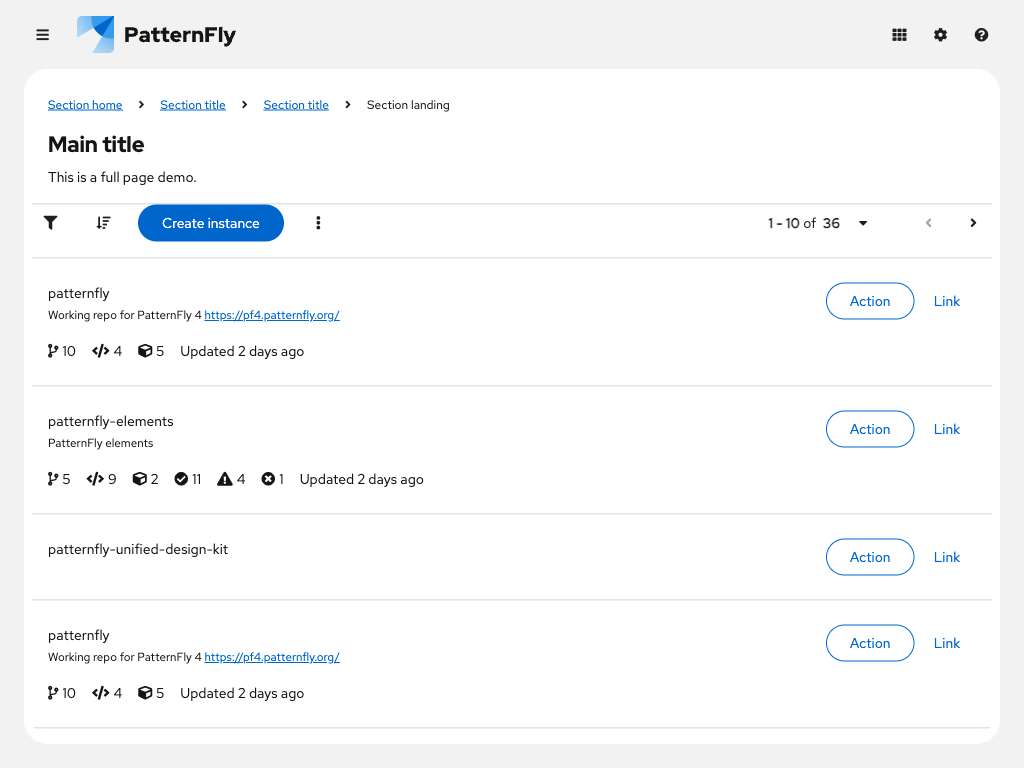 PatternFly
Section home Section title Section title Section landing
Main title
This is a full page demo.
Create instance 1 - 10 of 36
patternfly
Working repo for PatternFly 4 https://pf4.patternfly.org/
10 4 5 Updated 2 days ago
Action Link
patternfly-elements
PatternFly elements
5 9 2 11 4 1 Updated 2 days ago
Action Link
patternfly-unified-design-kit
Action Link
patternfly
Working repo for PatternFly 4 https://pf4.patternfly.org/
10 4 5 Updated 2 days ago
Action Link